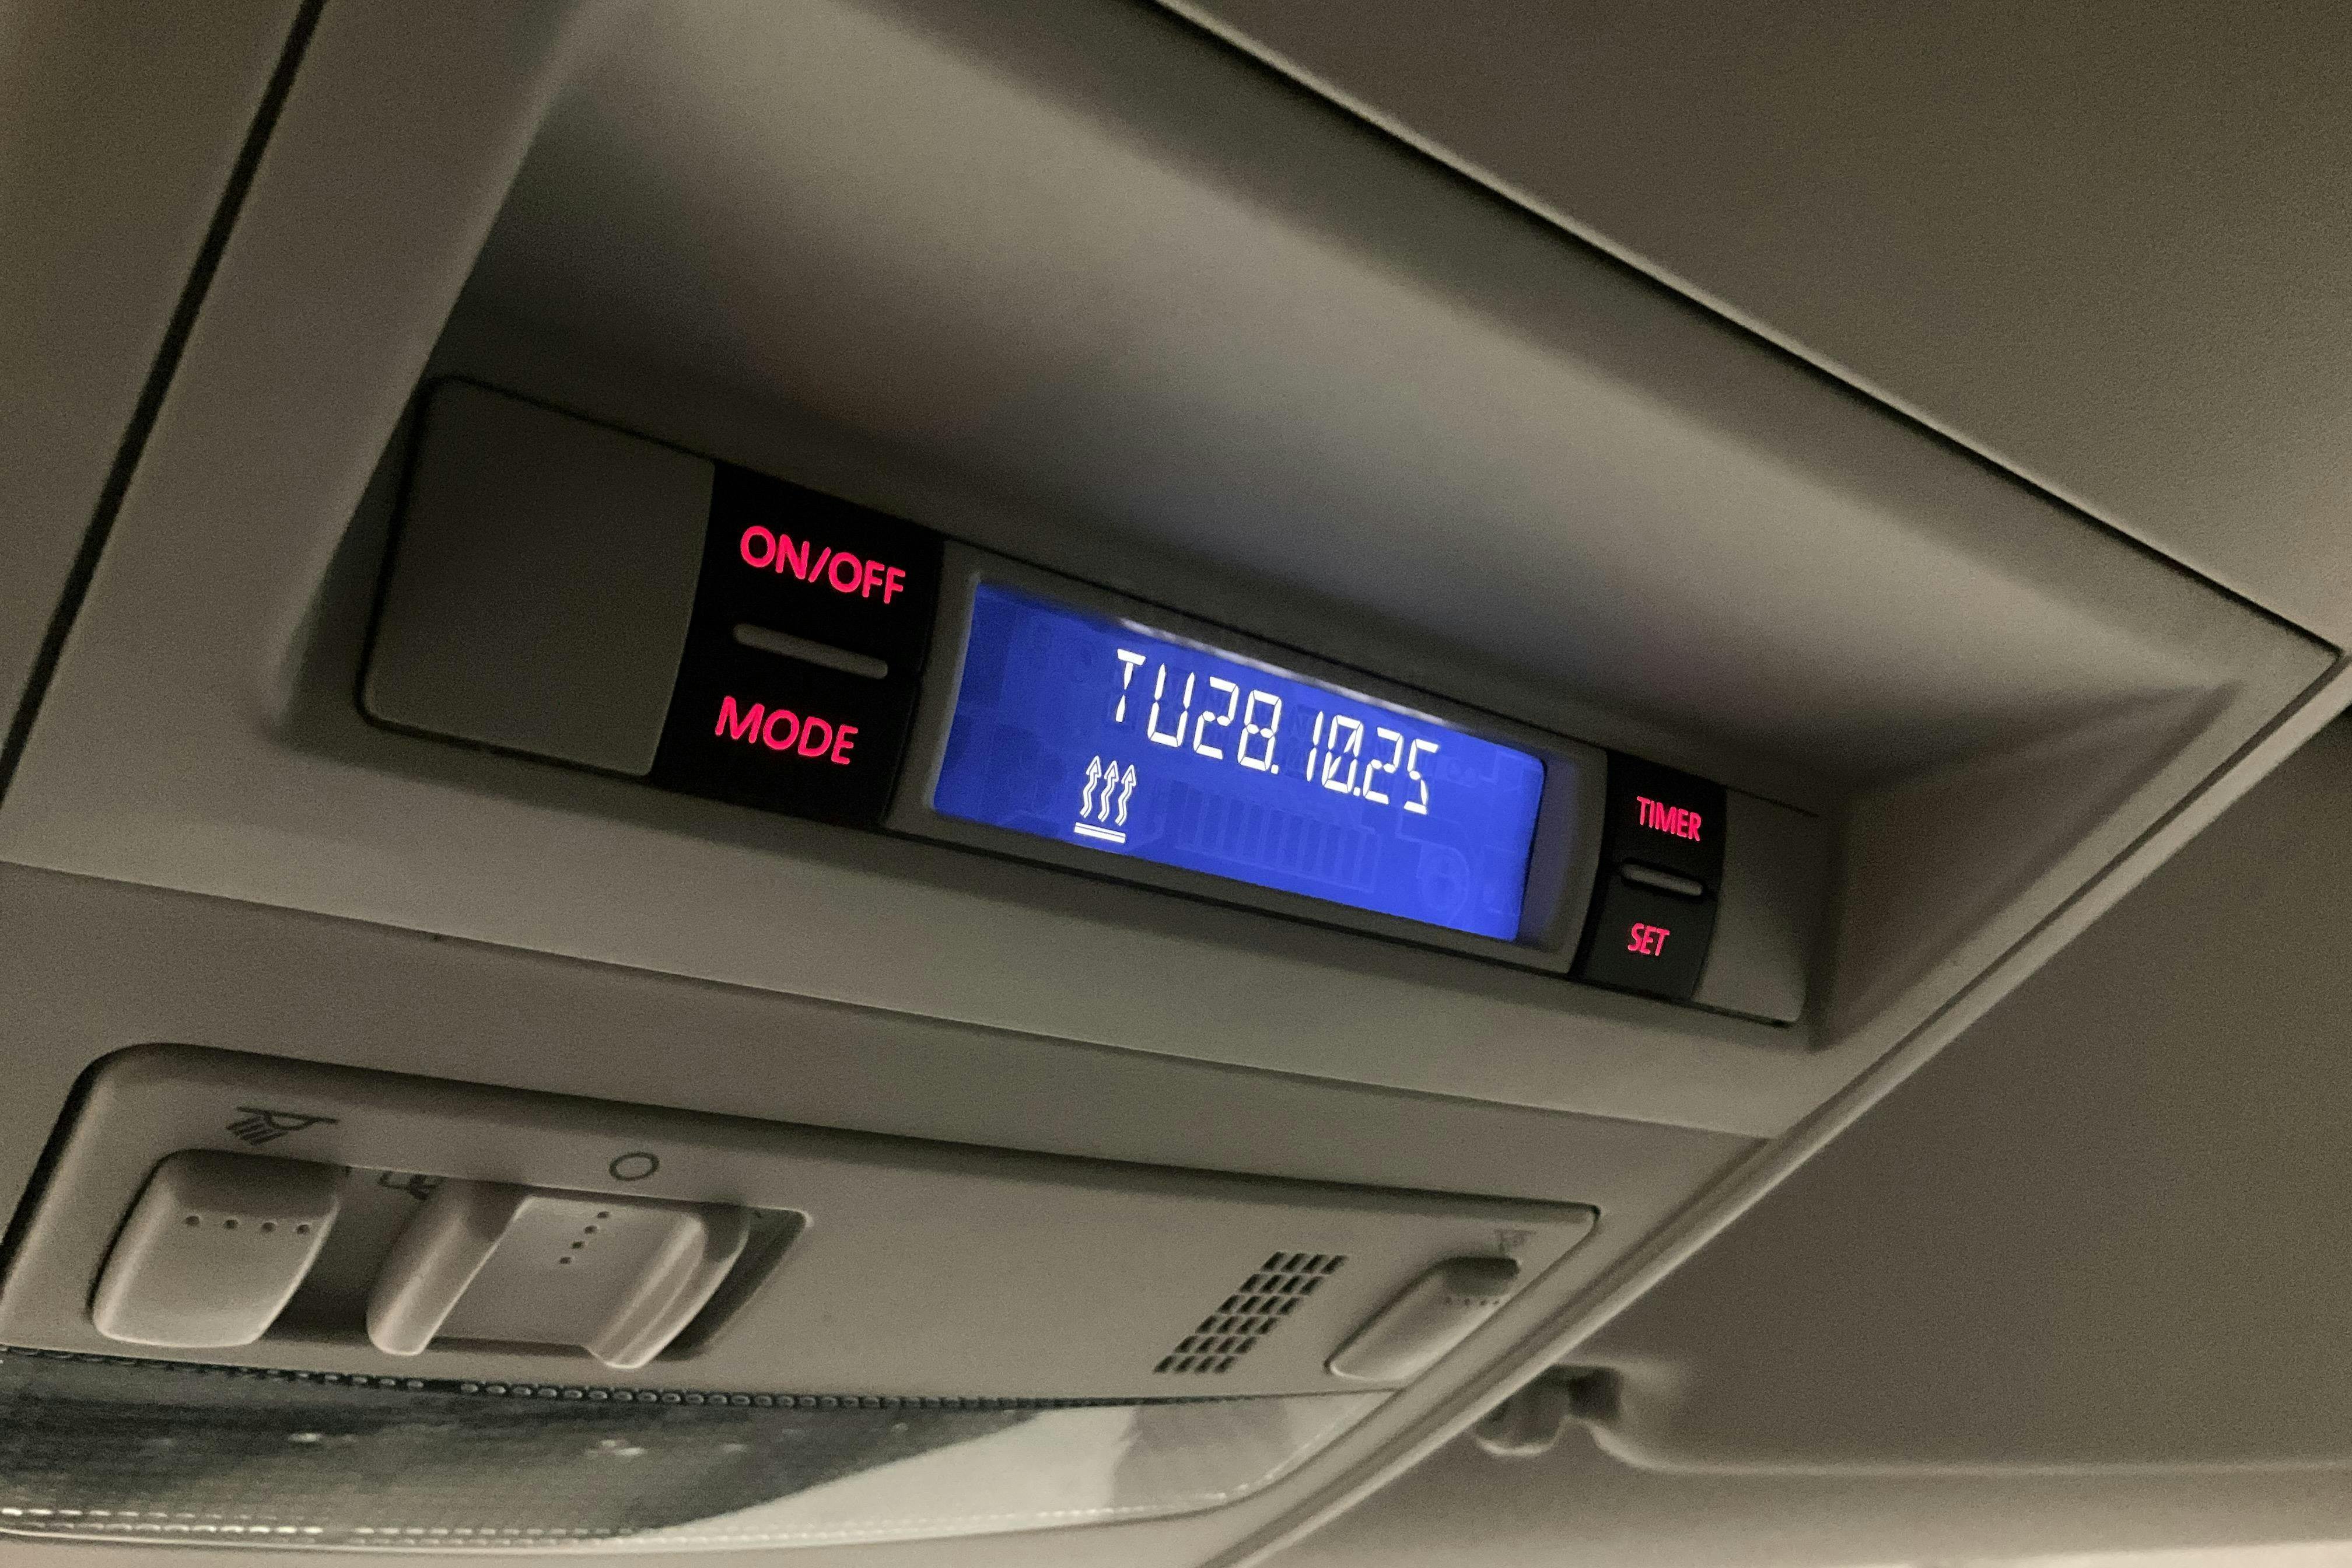 ON/OFF
MODE
TU28.10.25
TIMER
SET